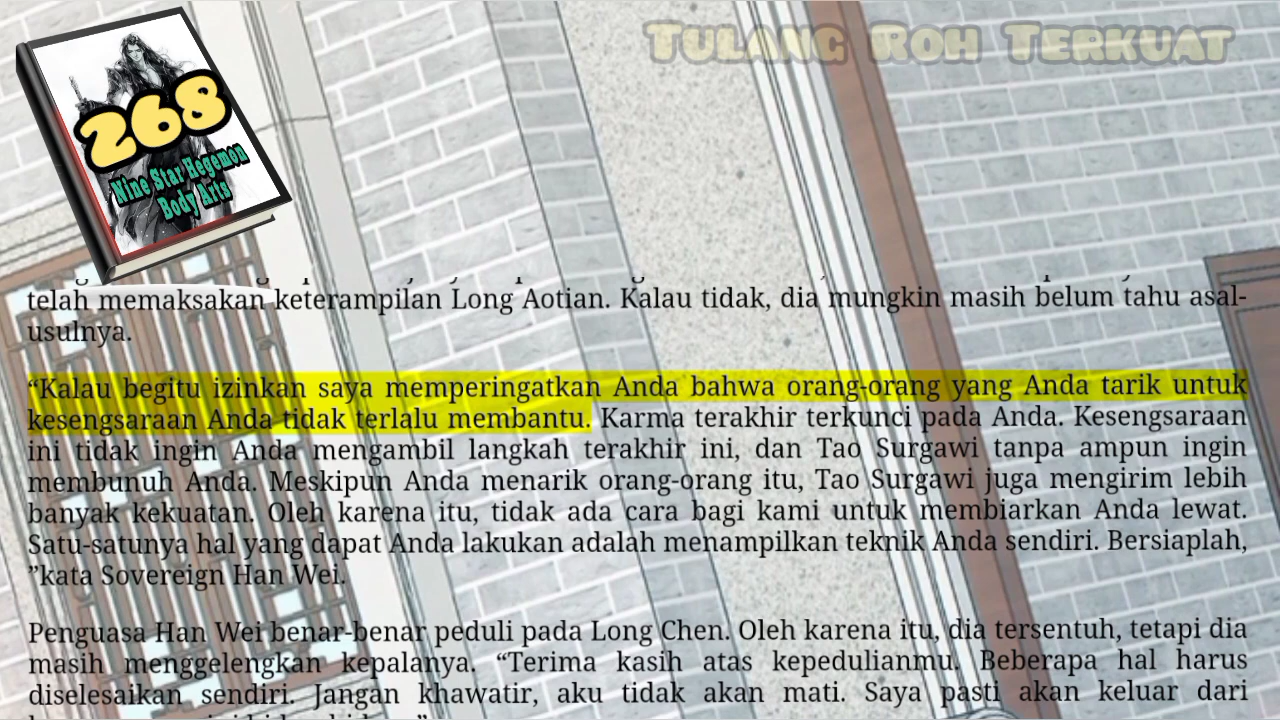 TULANG ROH TERKUAT
268
Nine Star Hegemon
Body Arts
telah memaksakan keterampilan Long Aotian. Kalau tidak, dia mungkin masih belum tahu asal-
usulnya.
“Kalau begitu izinkan saya memperingatkan Anda bahwa orang-orang yang Anda tarik untuk
kesengsaraan Anda tidak terlalu membantu. Karma terakhir terkunci pada Anda. Kesengsaraan
ini tidak ingin Anda mengambil langkah terakhir ini, dan Tao Surgawi tanpa ampun ingin
membunuh Anda. Meskipun Anda menarik orang-orang itu, Tao Surgawi juga mengirim lebih
banyak kekuatan. Oleh karena itu, tidak ada cara bagi kami untuk membiarkan Anda lewat.
Satu-satunya hal yang dapat Anda lakukan adalah menampilkan teknik Anda sendiri. Bersiaplah,
”kata Sovereign Han Wei.
Penguasa Han Wei benar-benar peduli pada Long Chen. Oleh karena itu, dia tersentuh, tetapi dia
masih menggelengkan kepalanya. “Terima kasih atas kepedulianmu. Beberapa hal harus
diselesaikan sendiri. Jangan khawatir, aku tidak akan mati. Saya pasti akan keluar dari